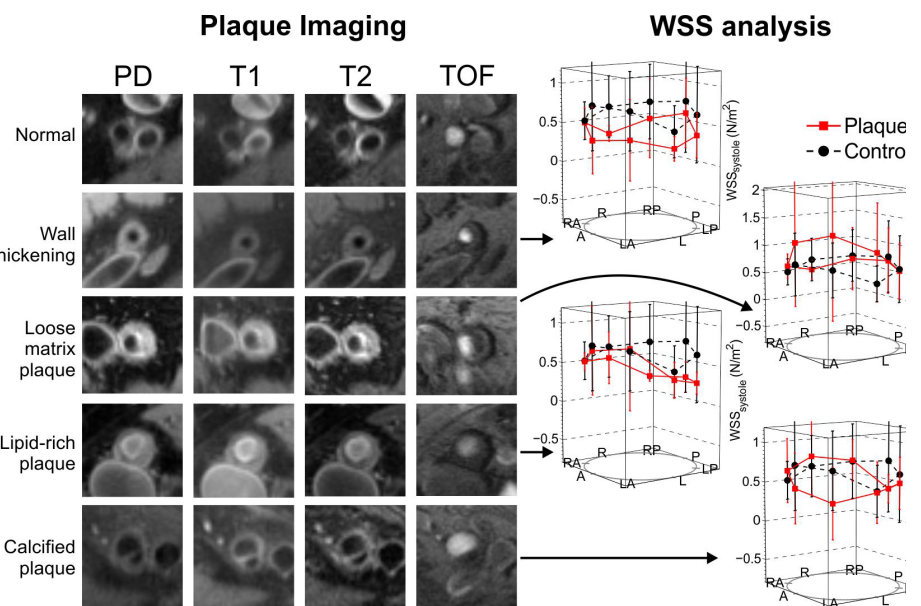 Plaque Imaging
WSS analysis
PD
T1
T2
TOF
Normal
Wall
hickening
Loose
matrix
plaque
Lipid-rich
plaque
Calcified
plaque
1
0.5
0
−0.5
RA
A
R
LA
RP
L
P
LP
WSSsystole (N/m²)
Plaque
Contro
2
1.5
1
0.5
0
−0.5
RA
A
R
LA
RP
L
P
1
0.5
0
−0.5
RA
A
R
LA
RP
L
P
LP
WSSsystole (N/m²)
1
0.5
0
−0.5
RA
A
R
LA
RP
L
P